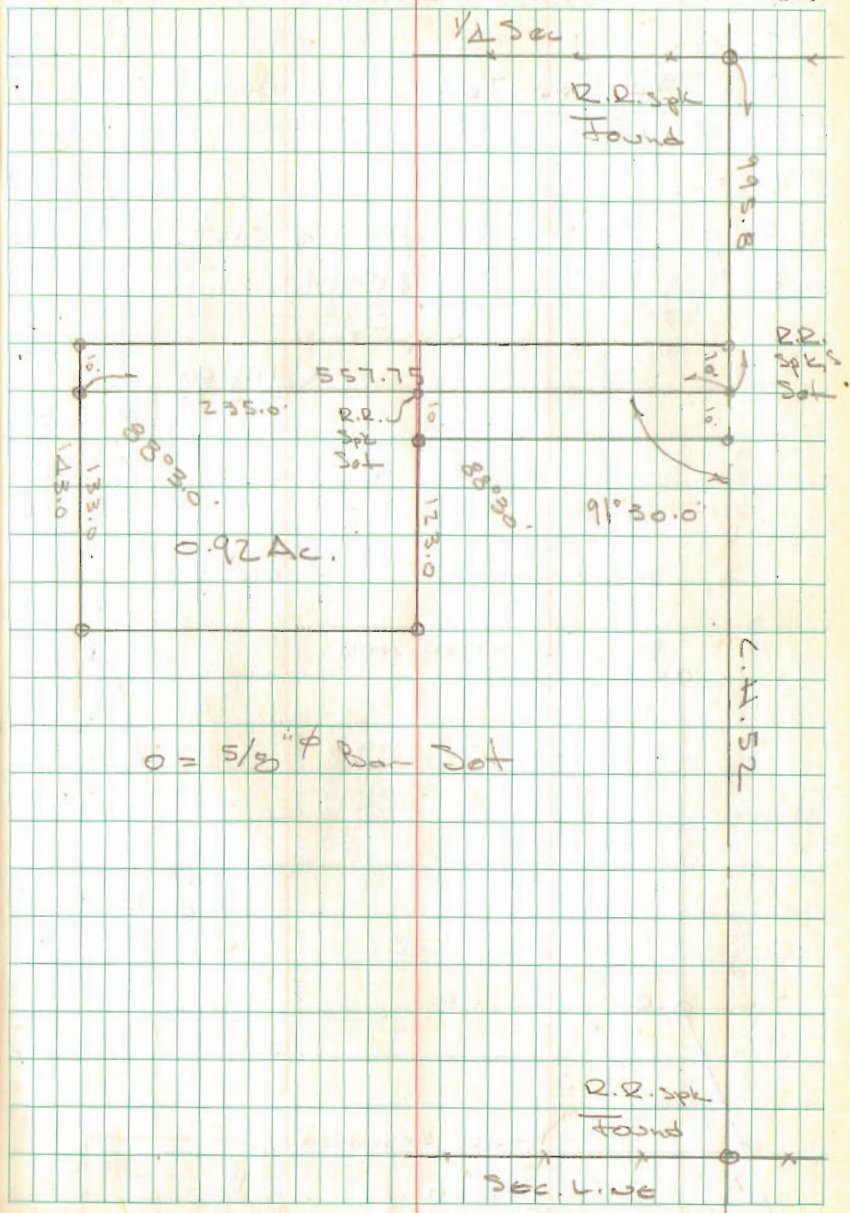 1/4 Sec
R.R. Spk
Found
995.8
R.R.
Spk's
Set
10.
10.
10.
10.
557.75
235.0
R.R.
Spk
Set
88°30.
88°30.
91°30.0
143.0
133.0
123.0
0.92 Ac.
C.H. 52
o = 5/8"ϕ Bar Set
R.R. Spk
Found
SEC. LINE